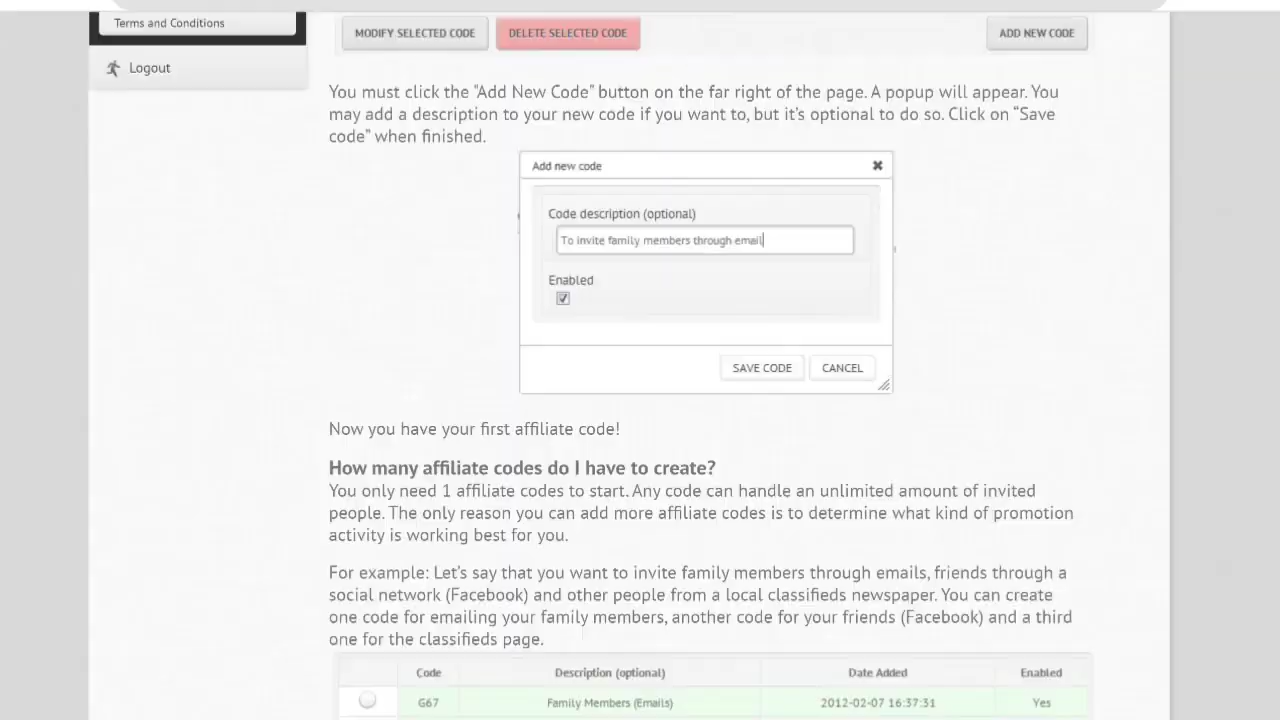 Terms and Conditions
MODIFY SELECTED CODE DELETE SELECTED CODE ADD NEW CODE
Logout
You must click the "Add New Code" button on the far right of the page. A popup will appear. You
may add a description to your new code if you want to, but it's optional to do so. Click on “Save
code” when finished.
Add new code
Code description (optional)
To invite family members through email
Enabled
SAVE CODE CANCEL
Now you have your first affiliate code!
How many affiliate codes do I have to create?
You only need 1 affiliate codes to start. Any code can handle an unlimited amount of invited
people. The only reason you can add more affiliate codes is to determine what kind of promotion
activity is working best for you.
For example: Let's say that you want to invite family members through emails, friends through a
social network (Facebook) and other people from a local classifieds newspaper. You can create
one code for emailing your family members, another code for your friends (Facebook) and a third
one for the classifieds page.
Code Description (optional) Date Added Enabled
G67 Family Members (Emails) 2012-02-07 16:37:31 Yes